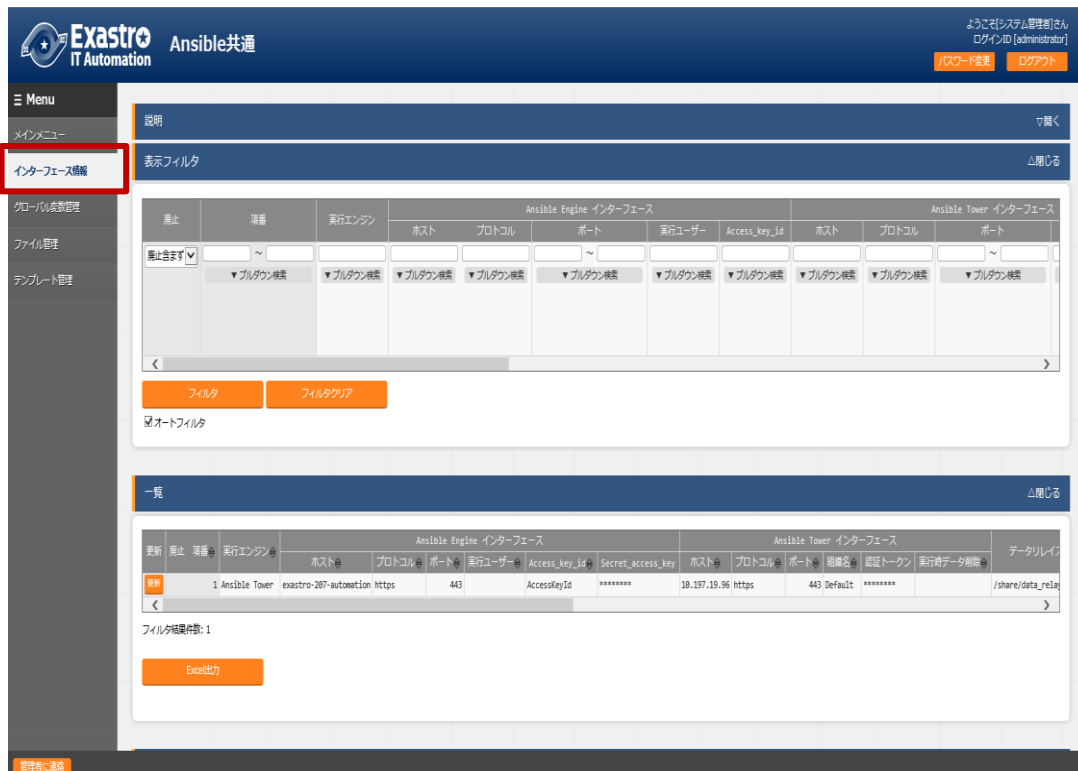 Exastro
IT Automation
Ansible共通
ようこそ[システム管理者]さん
ログインID [administrator]
パスワード変更 ログアウト
Ξ Menu
メインメニュー
インターフェース情報
グローバル変数管理
ファイル管理
テンプレート管理
説明 ▽開く
表示フィルタ △閉じる
廃止 項番 実行エンジン Ansible Engine インターフェース Ansible Tower インターフェース
ホスト プロトコル ポート 実行ユーザー Access_key_id ホスト プロトコル ポート
廃止含まず ~ ~ ~
▼プルダウン検索 ▼プルダウン検索 ▼プルダウン検索 ▼プルダウン検索 ▼プルダウン検索 ▼プルダウン検索 ▼プルダウン検索 ▼プルダウン検索 ▼プルダウン検索 ▼プルダウン検索
フィルタ フィルタクリア
オートフィルタ
一覧 △閉じる
更新 廃止 項番 実行エンジン Ansible Engine インターフェース Ansible Tower インターフェース データリレイ
ホスト プロトコル ポート 実行ユーザー Access_key_id Secret_access_key ホスト プロトコル ポート 組織名 認証トークン 実行時データ削除
更新 1 Ansible Tower exastro-207-automation https 443 AccessKeyId ******** 10.197.19.96 https 443 Default ******** /share/data_relay
フィルタ結果件数: 1
Excel出力
管理者に連絡